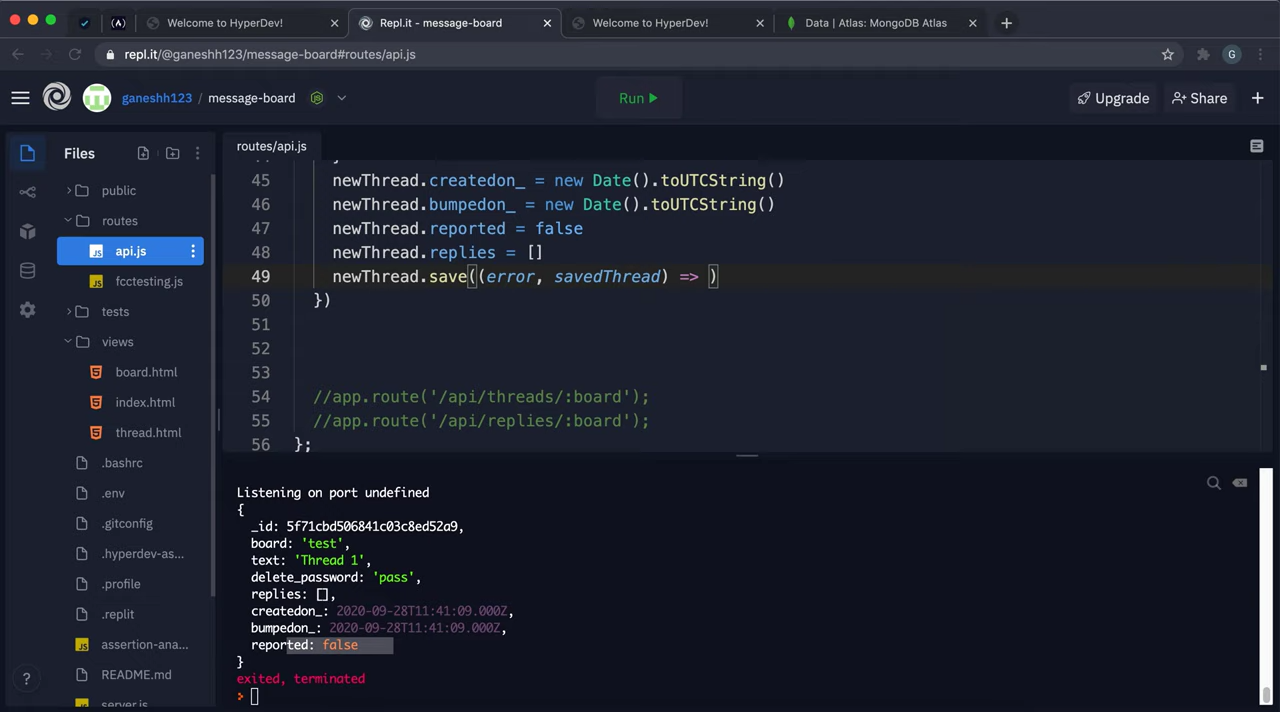 Welcome to HyperDev!
Repl.it - message-board
Welcome to HyperDev!
Data | Atlas: MongoDB Atlas
repl.it/@ganeshh123/message-board#routes/api.js
G
ganeshh123 / message-board
Run
Upgrade
Share
Files
routes/api.js
public
routes
api.js
fcctesting.js
tests
views
board.html
index.html
thread.html
.bashrc
.env
.gitconfig
.hyperdev-as...
.profile
.replit
assertion-ana...
README.md
server.js
45 newThread.createdon_ = new Date().toUTCString()
46 newThread.bumpedon_ = new Date().toUTCString()
47 newThread.reported = false
48 newThread.replies = []
49 newThread.save((error, savedThread) => )
50 })
51
52
53
54 //app.route('/api/threads/:board');
55 //app.route('/api/replies/:board');
56 };
Listening on port undefined
{
_id: 5f71cbd506841c03c8ed52a9,
board: 'test',
text: 'Thread 1',
delete_password: 'pass',
replies: [],
createdon_: 2020-09-28T11:41:09.000Z,
bumpedon_: 2020-09-28T11:41:09.000Z,
reported: false
}
exited, terminated
>
?